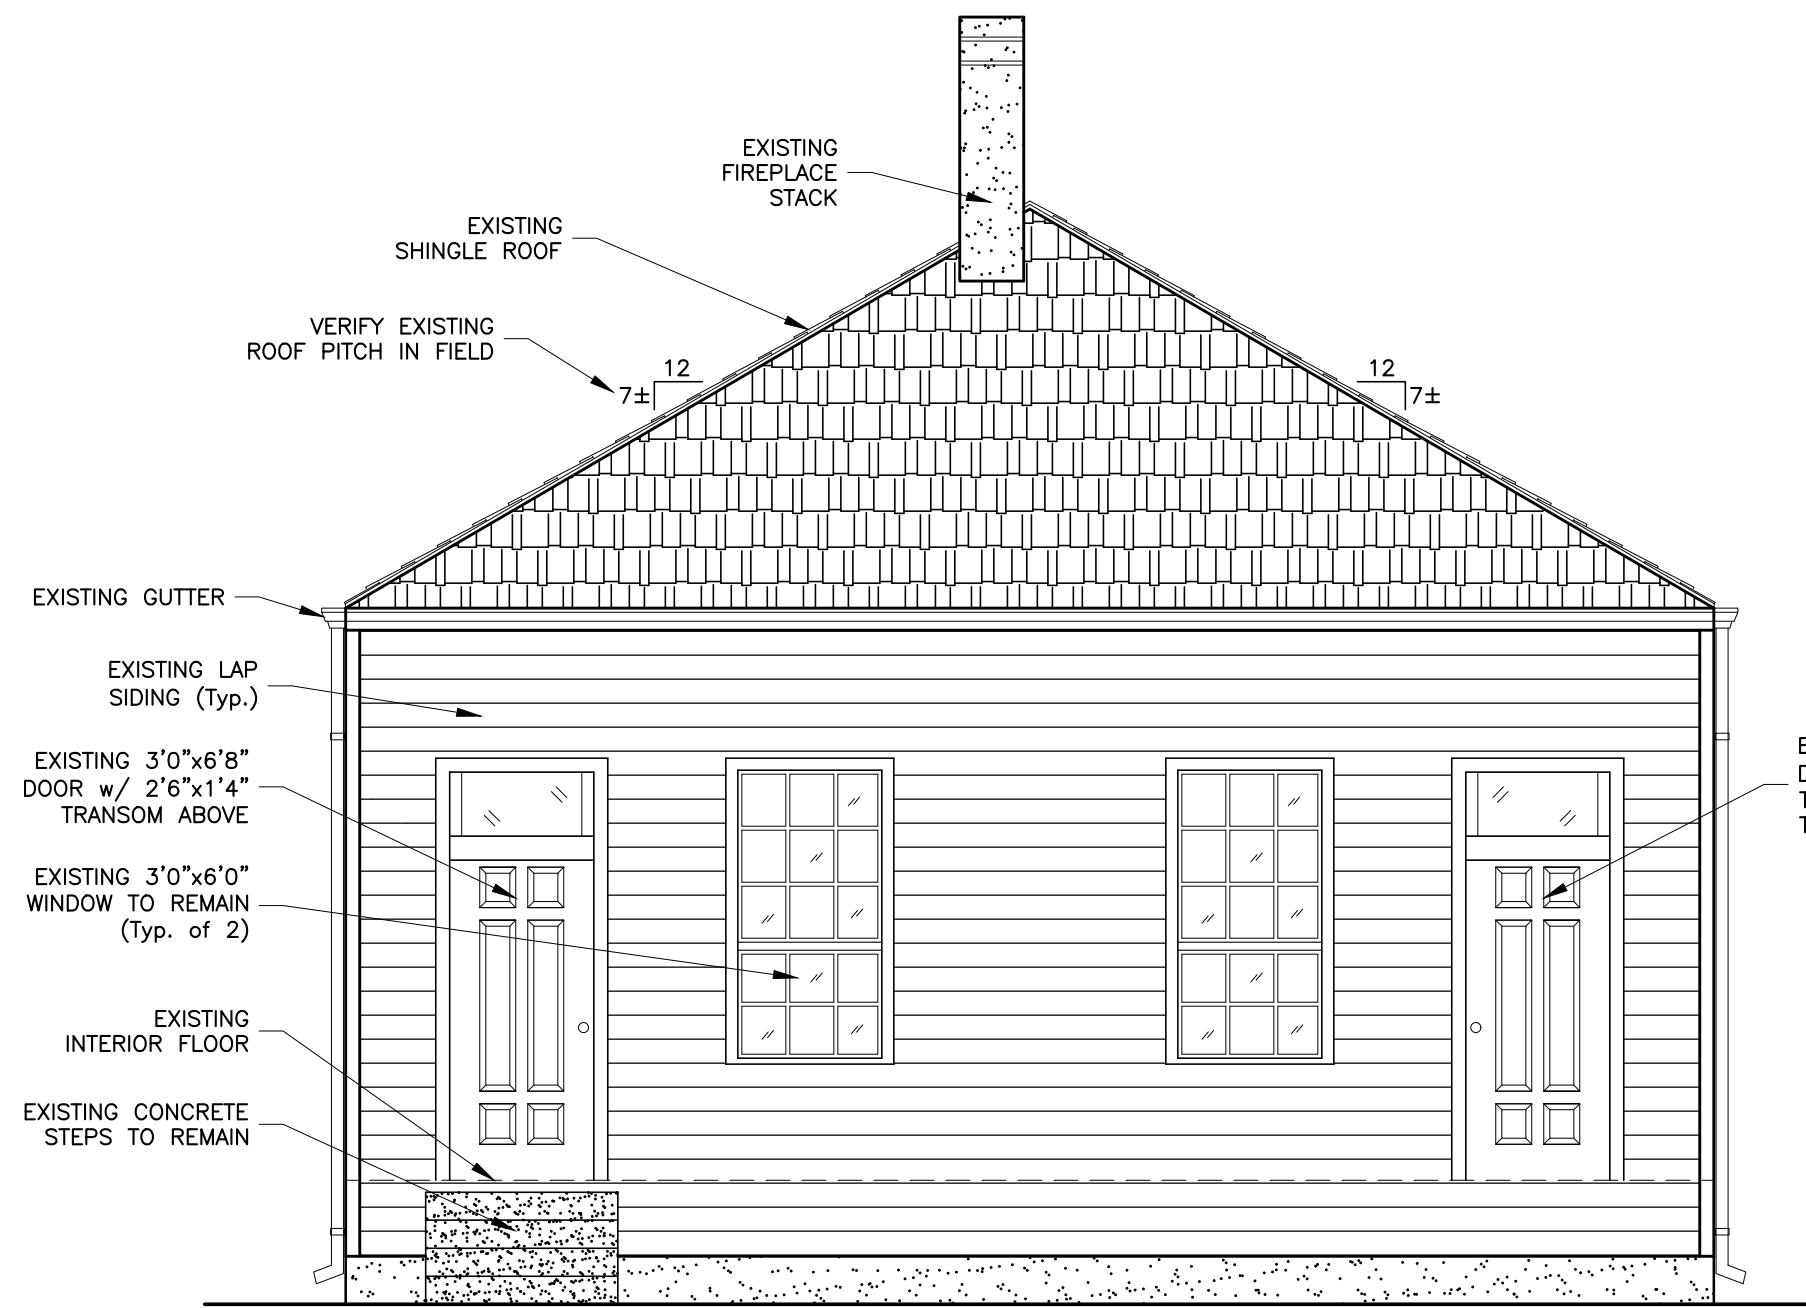 EXISTING
FIREPLACE
STACK
EXISTING
SHINGLE ROOF
VERIFY EXISTING
ROOF PITCH IN FIELD
12
7±
12
7±
EXISTING GUTTER
EXISTING LAP
SIDING (Typ.)
EXISTING 3'0"x6'8"
DOOR w/ 2'6"x1'4"
TRANSOM ABOVE
EXISTING 3'0"x6'0"
WINDOW TO REMAIN
(Typ. of 2)
EXISTING
INTERIOR FLOOR
EXISTING CONCRETE
STEPS TO REMAIN